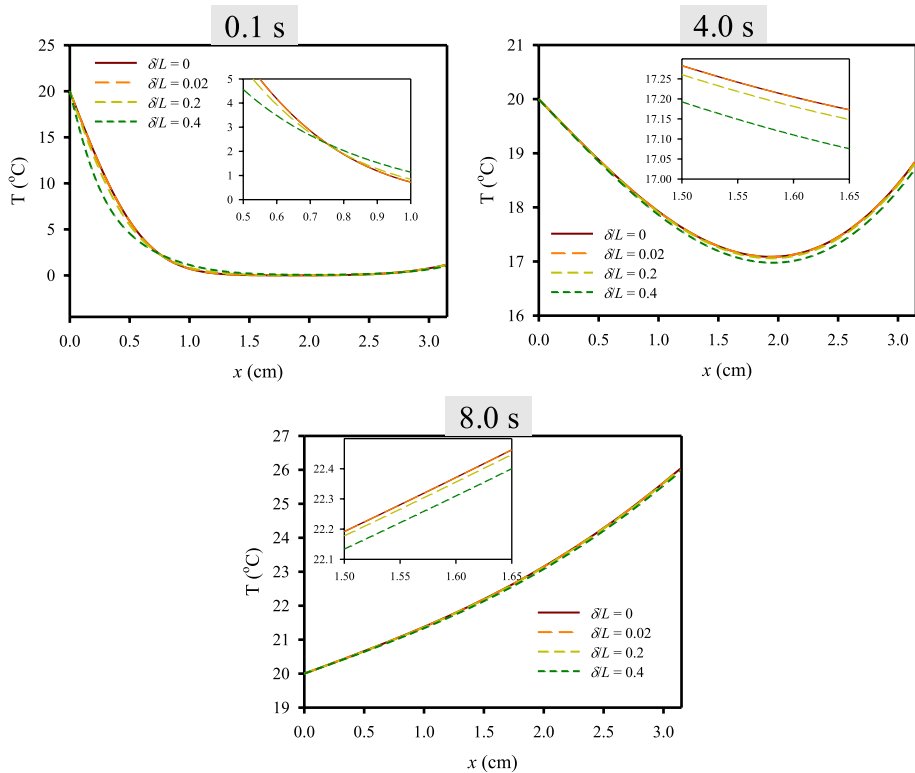 0.1 s
25
20
15
10
5
0
T (°C)
0.0 0.5 1.0 1.5 2.0 2.5 3.0
x (cm)
δ/L = 0
δ/L = 0.02
δ/L = 0.2
δ/L = 0.4
5
4
3
2
1
0
0.5 0.6 0.7 0.8 0.9 1.0
4.0 s
21
20
19
18
17
16
T (°C)
0.0 0.5 1.0 1.5 2.0 2.5 3.0
x (cm)
17.25
17.20
17.15
17.10
17.05
17.00
1.50 1.55 1.60 1.65
δ/L = 0
δ/L = 0.02
δ/L = 0.2
δ/L = 0.4
8.0 s
27
26
25
24
23
22
21
20
19
T (°C)
0.0 0.5 1.0 1.5 2.0 2.5 3.0
x (cm)
22.4
22.3
22.2
22.1
1.50 1.55 1.60 1.65
δ/L = 0
δ/L = 0.02
δ/L = 0.2
δ/L = 0.4